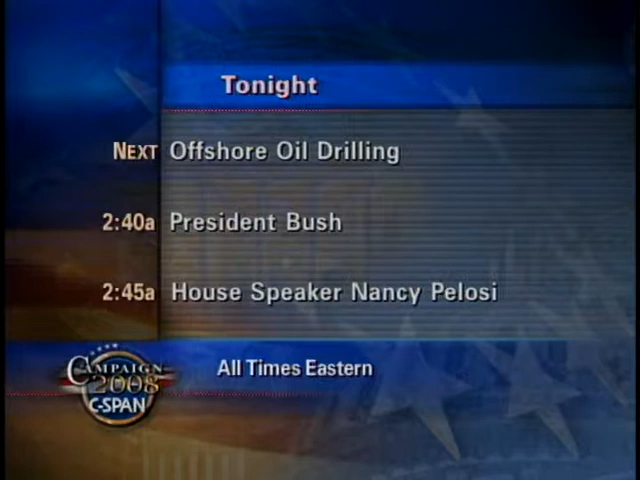 Tonight
NEXT Offshore Oil Drilling
2:40a President Bush
2:45a House Speaker Nancy Pelosi
All Times Eastern
CAMPAIGN
2008
C-SPAN